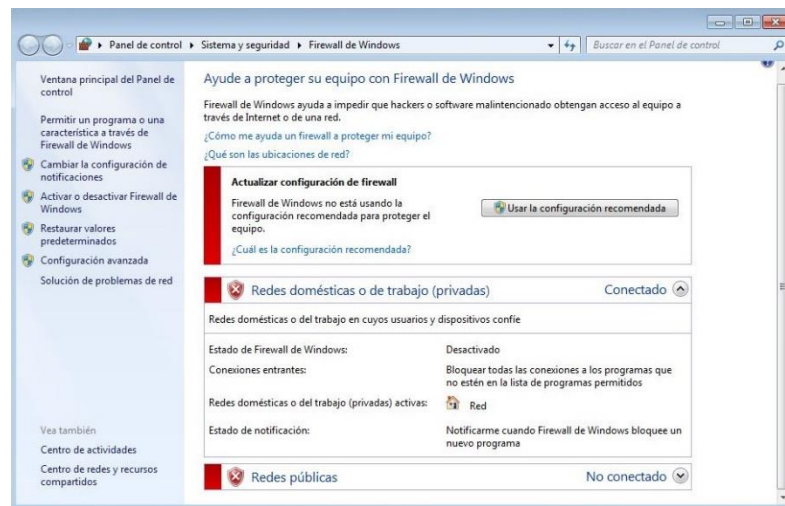 Panel de control ▸ Sistema y seguridad ▸ Firewall de Windows
Buscar en el Panel de control
Ventana principal del Panel de
control
Permitir un programa o una
característica a través de
Firewall de Windows
Cambiar la configuración de
notificaciones
Activar o desactivar Firewall de
Windows
Restaurar valores
predeterminados
Configuración avanzada
Solución de problemas de red
Vea también
Centro de actividades
Centro de redes y recursos
compartidos
Ayude a proteger su equipo con Firewall de Windows
Firewall de Windows ayuda a impedir que hackers o software malintencionado obtengan acceso al equipo a
través de Internet o de una red.
¿Cómo me ayuda un firewall a proteger mi equipo?
¿Qué son las ubicaciones de red?
Actualizar configuración de firewall
Firewall de Windows no está usando la
configuración recomendada para proteger el
equipo.
Usar la configuración recomendada
¿Cuál es la configuración recomendada?
Redes domésticas o de trabajo (privadas) Conectado
Redes domésticas o del trabajo en cuyos usuarios y dispositivos confíe
Estado de Firewall de Windows: Desactivado
Conexiones entrantes: Bloquear todas las conexiones a los programas que
no estén en la lista de programas permitidos
Redes domésticas o del trabajo (privadas) activas: Red
Estado de notificación: Notificarme cuando Firewall de Windows bloquee un
nuevo programa
Redes públicas No conectado